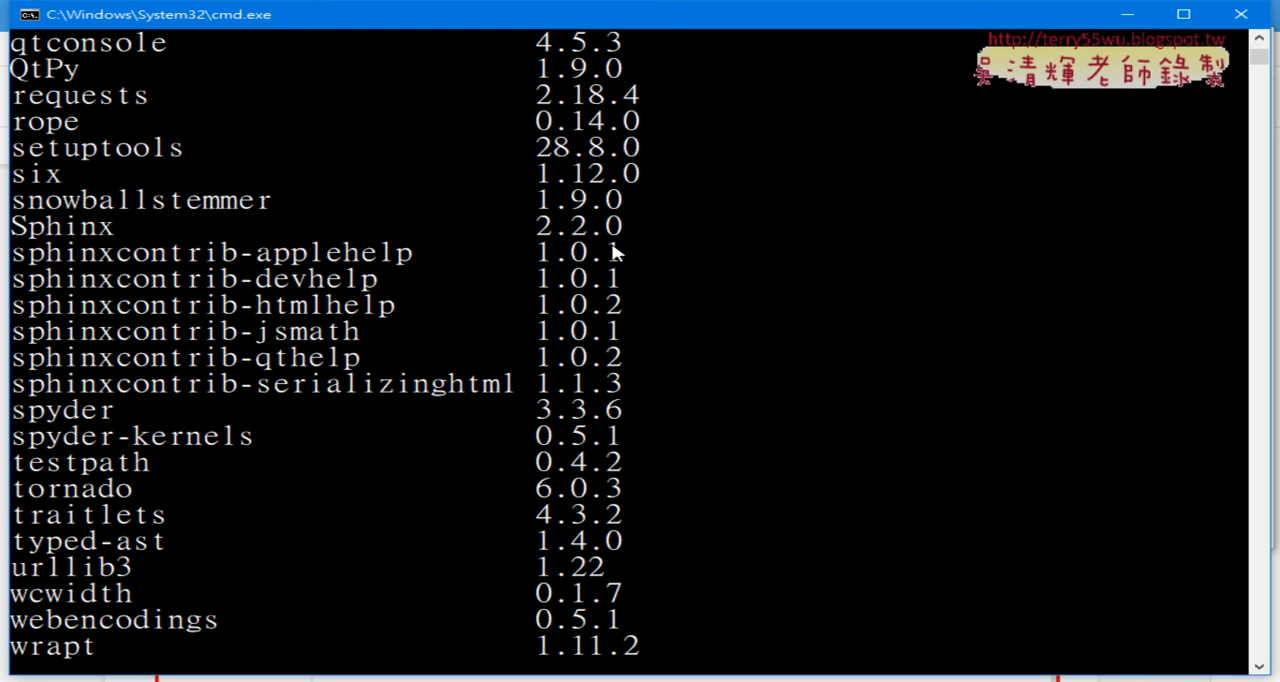 C:\Windows\System32\cmd.exe
http://terry55wu.blogspot.tw
吳清輝老師錄製
qtconsole 4.5.3
QtPy 1.9.0
requests 2.18.4
rope 0.14.0
setuptools 28.8.0
six 1.12.0
snowballstemmer 1.9.0
Sphinx 2.2.0
sphinxcontrib-applehelp 1.0.1
sphinxcontrib-devhelp 1.0.1
sphinxcontrib-htmlhelp 1.0.2
sphinxcontrib-jsmath 1.0.1
sphinxcontrib-qthelp 1.0.2
sphinxcontrib-serializinghtml 1.1.3
spyder 3.3.6
spyder-kernels 0.5.1
testpath 0.4.2
tornado 6.0.3
traitlets 4.3.2
typed-ast 1.4.0
urllib3 1.22
wcwidth 0.1.7
webencodings 0.5.1
wrapt 1.11.2